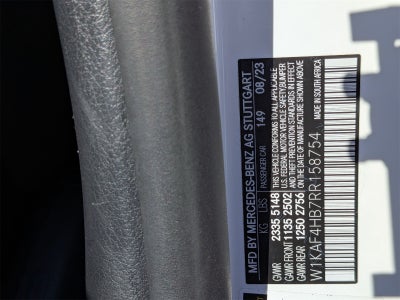 MFD BY MERCEDES-BENZ AG STUTTGART
PASSENGER CAR 149 08/23
KG LBS
GVWR 2335 5148
GAWR FRONT 1135 2502
GAWR REAR 1250 2756
THIS VEHICLE CONFORMS TO ALL APPLICABLE
U.S. FEDERAL MOTOR VEHICLE SAFETY/BUMPER
AND THEFT PREVENTION STANDARDS IN EFFECT
ON THE DATE OF MANUFACTURE SHOWN ABOVE
W1KAF4HB7RR158754
MADE IN SOUTH AFRICA